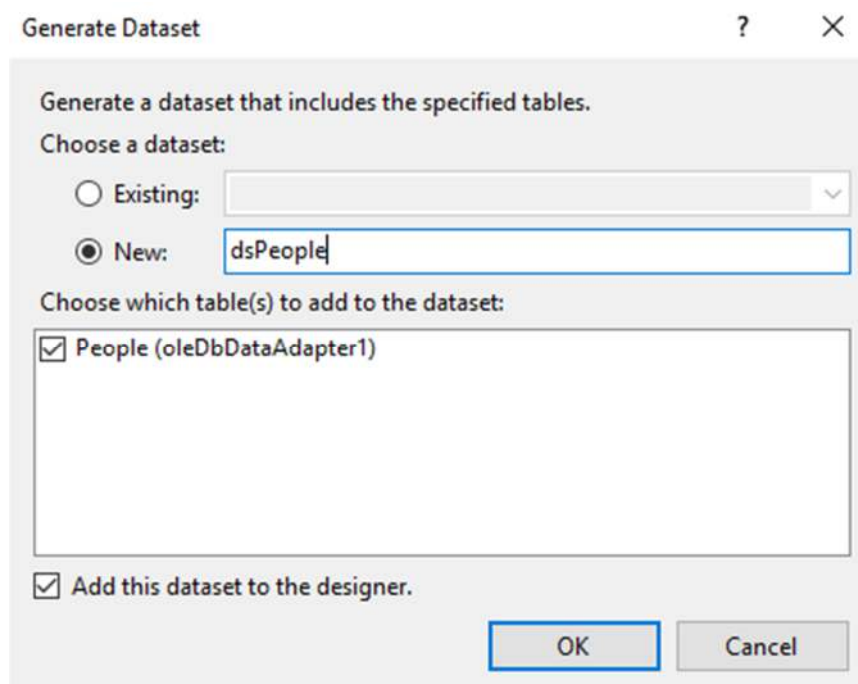 Generate Dataset ?
Generate a dataset that includes the specified tables.
Choose a dataset:
Existing:
New: dsPeople
Choose which table(s) to add to the dataset:
People (oleDbDataAdapter1)
Add this dataset to the designer.
OK Cancel